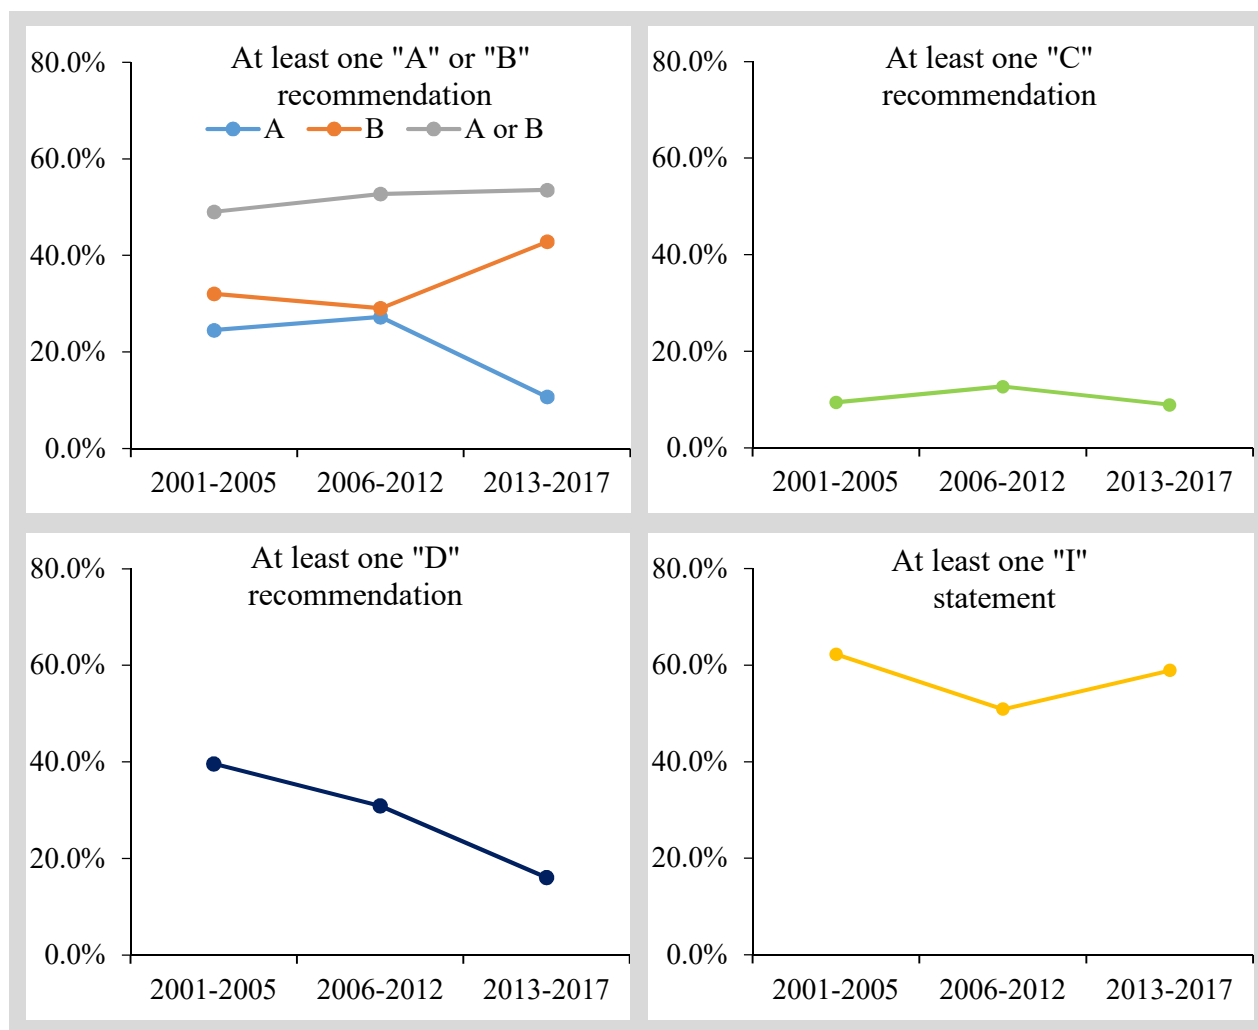 At least one "A" or "B"
recommendation
A B A or B
80.0%
60.0%
40.0%
20.0%
0.0%
2001-2005 2006-2012 2013-2017
At least one "C"
recommendation
80.0%
60.0%
40.0%
20.0%
0.0%
2001-2005 2006-2012 2013-2017
At least one "D"
recommendation
80.0%
60.0%
40.0%
20.0%
0.0%
2001-2005 2006-2012 2013-2017
At least one "I"
statement
80.0%
60.0%
40.0%
20.0%
0.0%
2001-2005 2006-2012 2013-2017